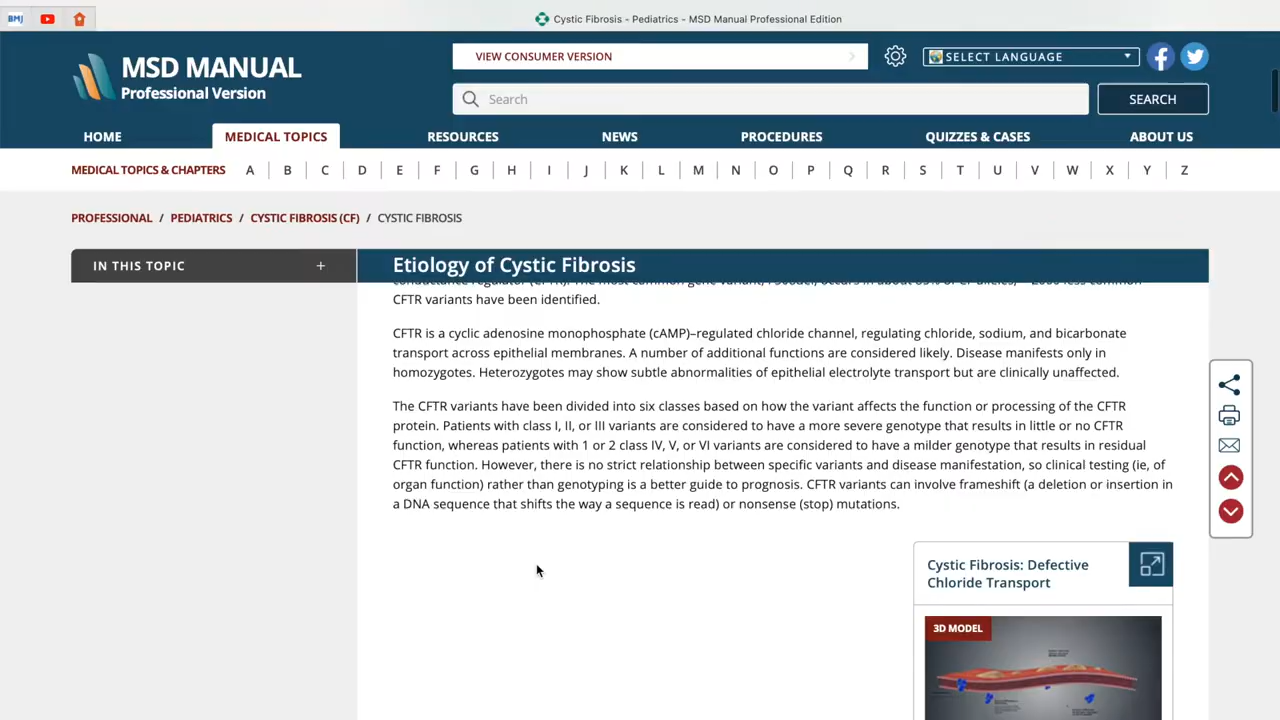 BMJ
Cystic Fibrosis - Pediatrics - MSD Manual Professional Edition
MSD MANUAL
Professional Version
VIEW CONSUMER VERSION
SELECT LANGUAGE
Search
SEARCH
HOME
MEDICAL TOPICS
RESOURCES
NEWS
PROCEDURES
QUIZZES & CASES
ABOUT US
MEDICAL TOPICS & CHAPTERS A B C D E F G H I J K L M N O P Q R S T U V W X Y Z
PROFESSIONAL / PEDIATRICS / CYSTIC FIBROSIS (CF) / CYSTIC FIBROSIS
IN THIS TOPIC +
Etiology of Cystic Fibrosis
CFTR variants have been identified.
CFTR is a cyclic adenosine monophosphate (cAMP)–regulated chloride channel, regulating chloride, sodium, and bicarbonate
transport across epithelial membranes. A number of additional functions are considered likely. Disease manifests only in
homozygotes. Heterozygotes may show subtle abnormalities of epithelial electrolyte transport but are clinically unaffected.
The CFTR variants have been divided into six classes based on how the variant affects the function or processing of the CFTR
protein. Patients with class I, II, or III variants are considered to have a more severe genotype that results in little or no CFTR
function, whereas patients with 1 or 2 class IV, V, or VI variants are considered to have a milder genotype that results in residual
CFTR function. However, there is no strict relationship between specific variants and disease manifestation, so clinical testing (ie, of
organ function) rather than genotyping is a better guide to prognosis. CFTR variants can involve frameshift (a deletion or insertion in
a DNA sequence that shifts the way a sequence is read) or nonsense (stop) mutations.
Cystic Fibrosis: Defective
Chloride Transport
3D MODEL